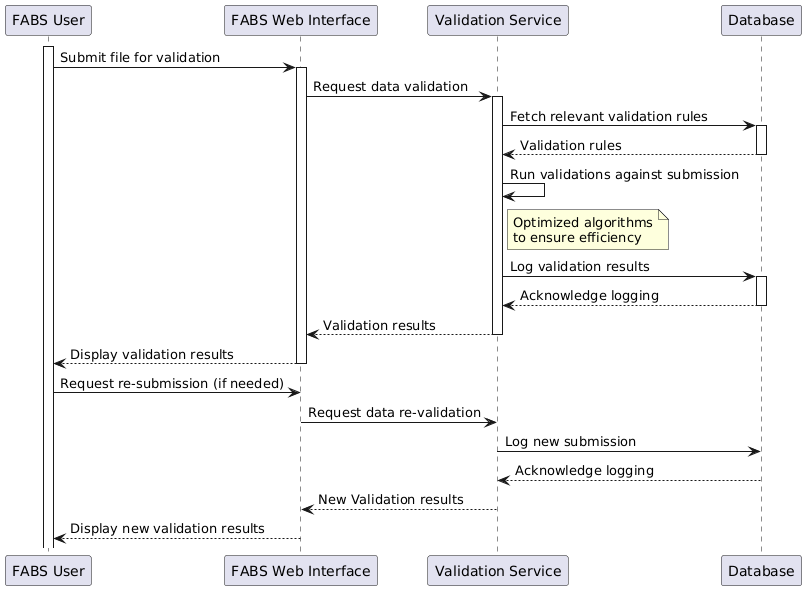 FABS User
FABS Web Interface
Validation Service
Database
Submit file for validation
Request data validation
Fetch relevant validation rules
Validation rules
Run validations against submission
Optimized algorithms
to ensure efficiency
Log validation results
Acknowledge logging
Validation results
Display validation results
Request re-submission (if needed)
Request data re-validation
Log new submission
Acknowledge logging
New Validation results
Display new validation results
FABS User
FABS Web Interface
Validation Service
Database